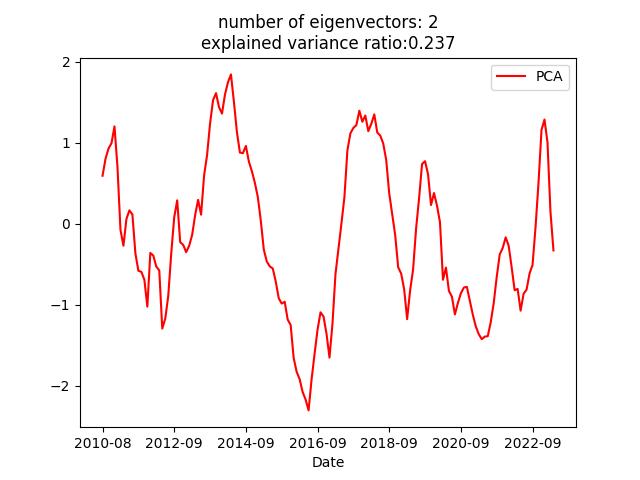 number of eigenvectors: 2
explained variance ratio:0.237
PCA
2
1
0
−1
−2
2010-08 2012-09 2014-09 2016-09 2018-09 2020-09 2022-09
Date